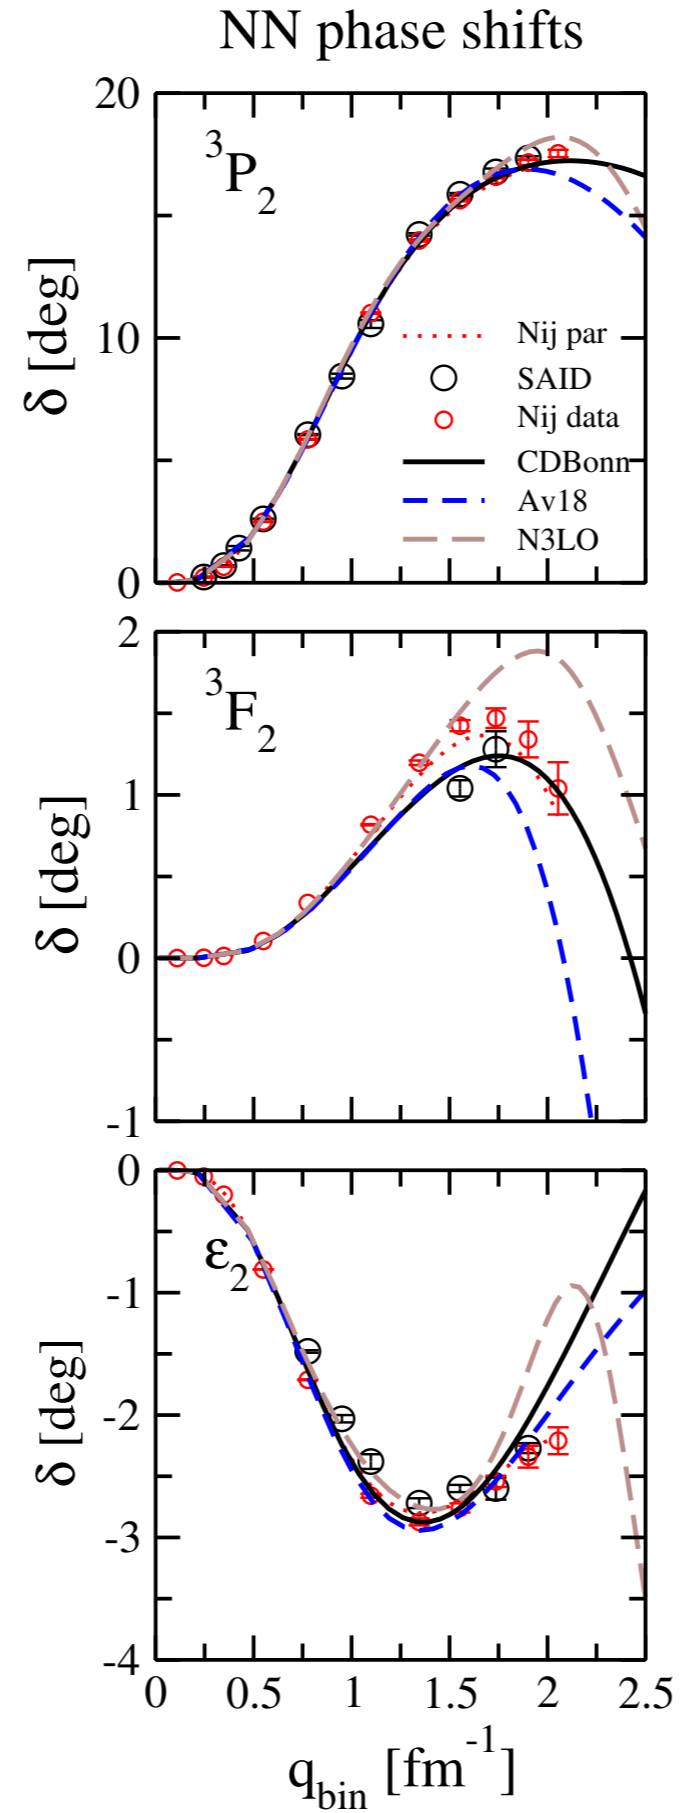 NN phase shifts
20
³P₂
δ [deg]
10
Nij par
SAID
Nij data
CDBonn
Av18
N3LO
0
2
³F₂
δ [deg]
1
0
-1
0
ε₂
δ [deg]
-1
-2
-3
-4
0 0.5 1 1.5 2 2.5
q_bin [fm⁻¹]